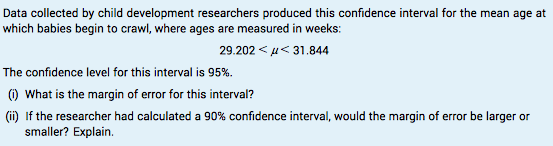 Data collected by child development researchers produced this confidence interval for the mean age at
which babies begin to crawl, where ages are measured in weeks:
29.202 < μ < 31.844
The confidence level for this interval is 95%.
(i) What is the margin of error for this interval?
(ii) If the researcher had calculated a 90% confidence interval, would the margin of error be larger or
smaller? Explain.